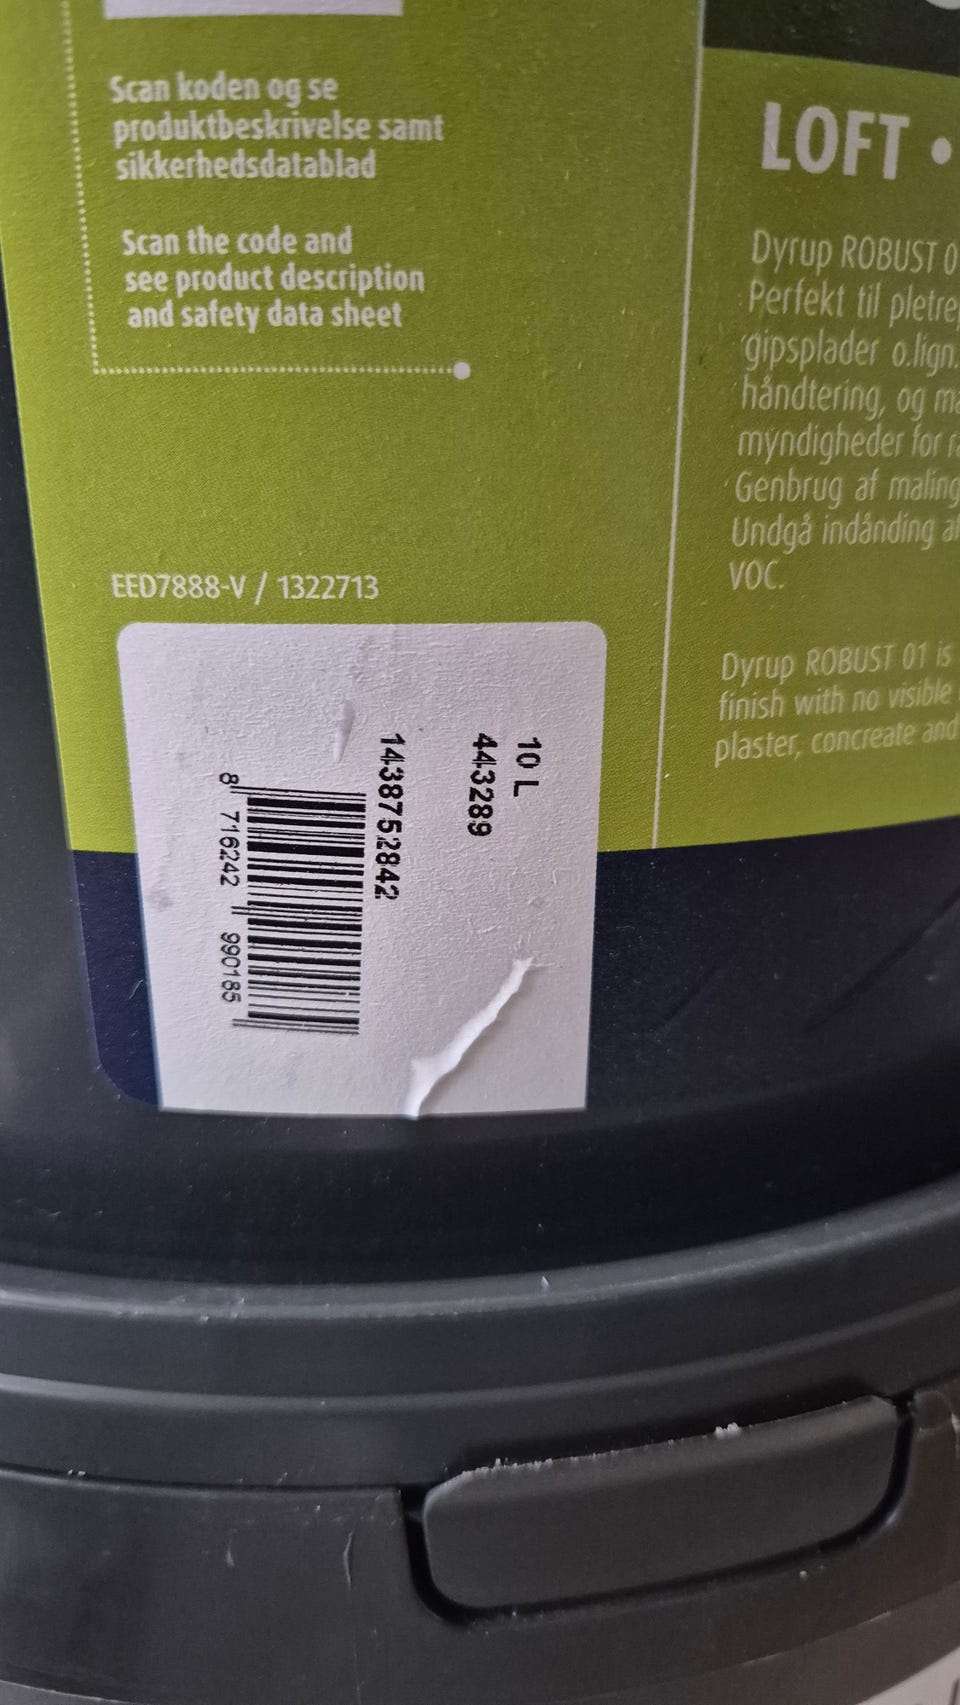 Scan koden og se
produktbeskrivelse samt
sikkerhedsdatablad
Scan the code and
see product description
and safety data sheet
EED7888-V / 1322713
10 L
443289
1438752842
8 716242 990185
LOFT •
Dyrup ROBUST 0
Perfekt til pletre
gipsplader o.lign.
håndtering, og ma
myndigheder for
Genbrug af maling
Undgå indånding af
VOC.
Dyrup ROBUST 01 is
finish with no visible
plaster, concreate and